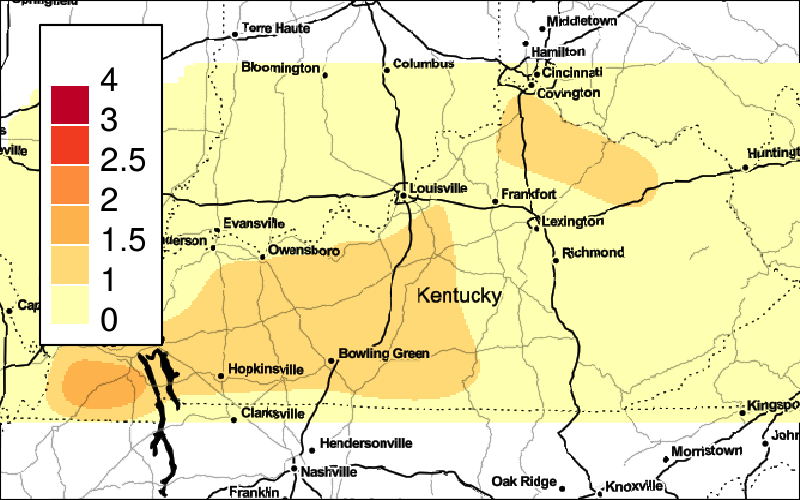 Springfield
Terre Haute
Middletown
Hamilton
Bloomington
Columbus
Cincinnati
Covington
4
3
2.5
2
1.5
1
0
s
ville
Huntingt
Louisville
Frankfort
Evansville
Lexington
derson
Owensboro
Richmond
Kentucky
Cap
Bowling Green
Hopkinsville
Clarksville
Kingspo
Hendersonville
John
Morristown
Nashville
Oak Ridge
Knoxville
Franklin